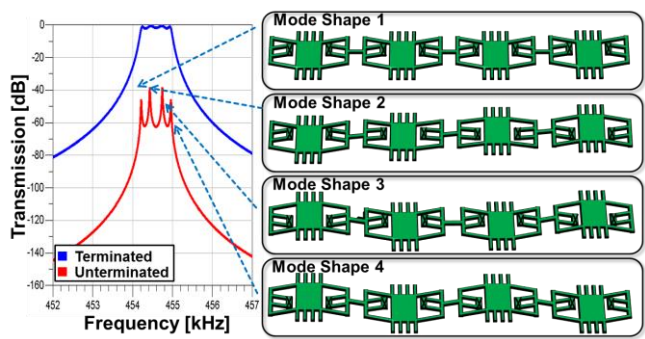 Transmission [dB]
0
-20
-40
-60
-80
-100
-120
-140
-160
Terminated
Unterminated
452
453
454
455
456
457
Frequency [kHz]
Mode Shape 1
Mode Shape 2
Mode Shape 3
Mode Shape 4